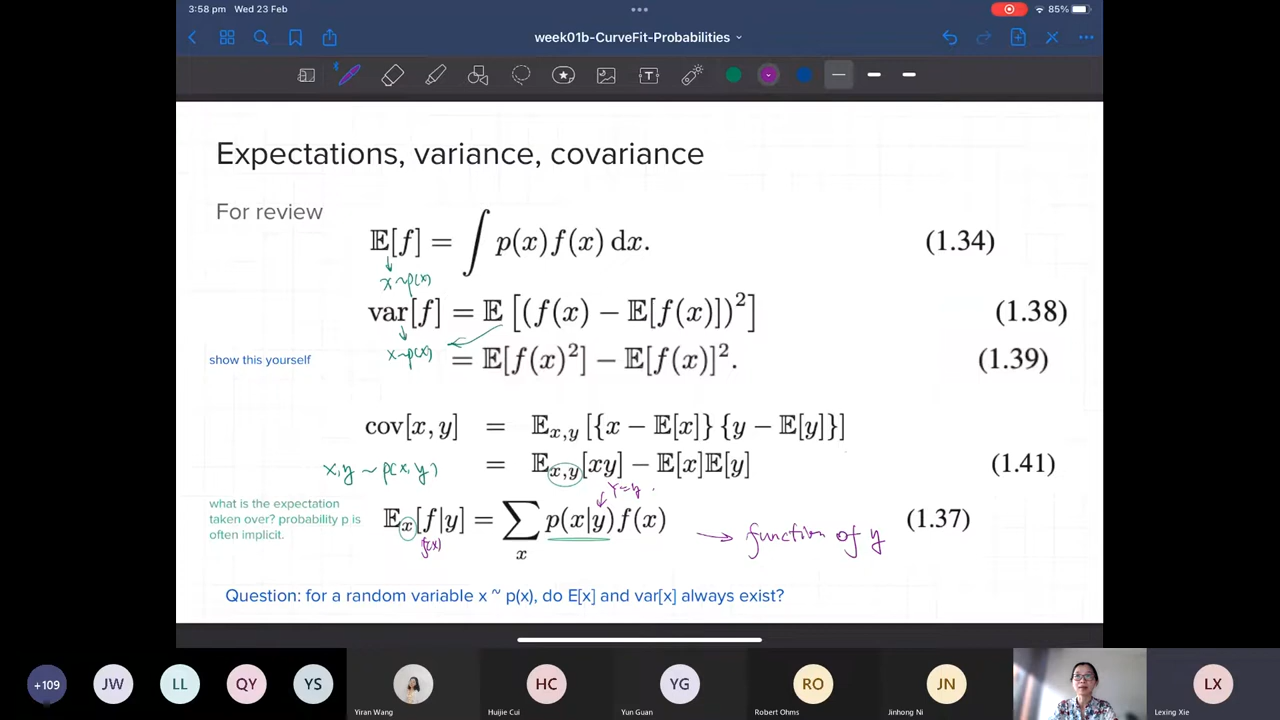 3:58 pm Wed 23 Feb
85%
week01b-CurveFit-Probabilities
Expectations, variance, covariance
For review
𝔼[f] = ∫ p(x)f(x) dx. (1.34)
x~p(x)
var[f] = 𝔼 [(f(x) − 𝔼[f(x)])²] (1.38)
x~p(x)
show this yourself
= 𝔼[f(x)²] − 𝔼[f(x)]². (1.39)
cov[x, y] = 𝔼x,y [{x − 𝔼[x]} {y − 𝔼[y]}]
x,y ~ p(x,y)
= 𝔼x,y[xy] − 𝔼[x]𝔼[y] (1.41)
Y=y
what is the expectation
taken over? probability p is
often implicit.
𝔼x[f|y] = ∑x p(x|y)f(x) (1.37)
f(x)
→ function of y
Question: for a random variable x ~ p(x), do E[x] and var[x] always exist?
+109
JW
LL
QY
YS
Yiran Wang
HC
Huijie Cui
YG
Yun Guan
RO
Robert Ohms
JN
Jinhong Ni
LX
Lexing Xie